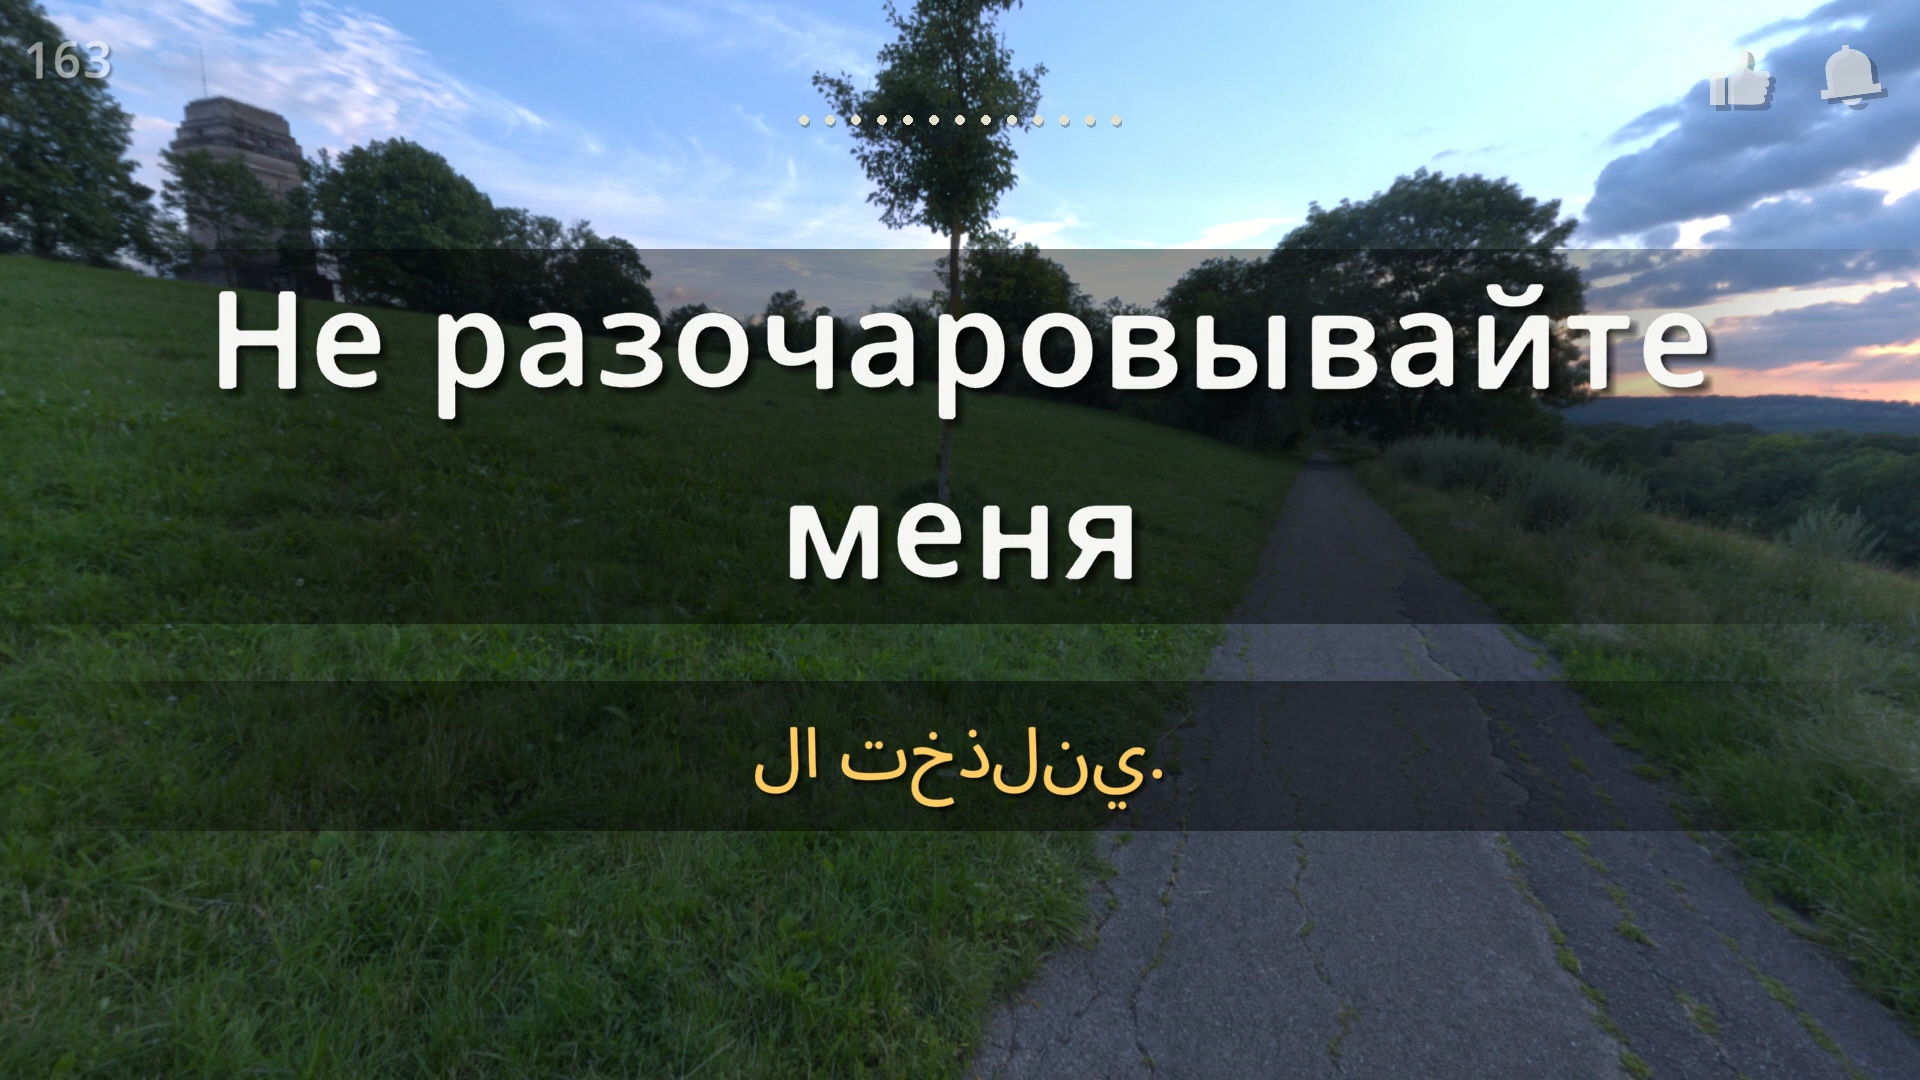 163
Не разочаровывайте
меня
لا تخذلني.